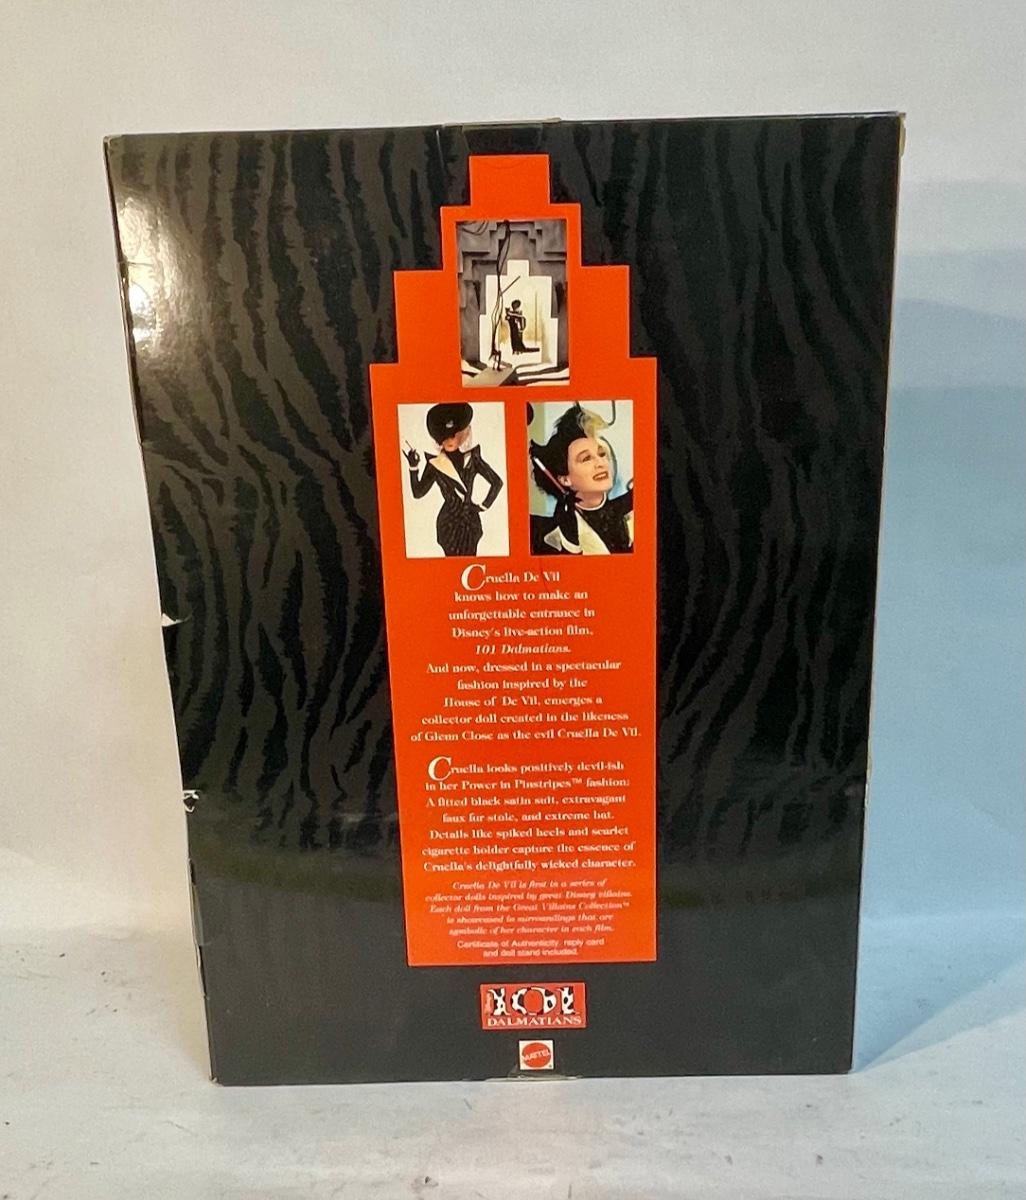 Cruella De Vil
knows how to make an
unforgettable entrance in
Disney's live-action film,
101 Dalmatians.
And now, dressed in a spectacular
fashion inspired by the
House of De Vil, emerges a
collector doll created in the likeness
of Glenn Close as the evil Cruella De Vil.
Cruella looks positively devil-ish
in her Power in Pinstripes™ fashion:
A fitted black satin suit, extravagant
faux fur stole, and extreme hat.
Details like spiked heels and scarlet
cigarette holder capture the essence of
Cruella's delightfully wicked character.
Cruella De Vil is first in a series of
collector dolls inspired by great Disney villains.
Each doll from the Great Villains Collection™
is showcased in surroundings that are
symbolic of her character in each film.
Certificate of Authenticity, reply card
and doll stand included.
Disney's
101
DALMATIANS
MATTEL